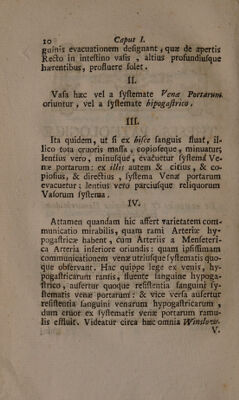 10 Caput I.
guinis evacuationem designant, quæ de apertis
Recto in intestino vasis, altius profundiusque
hærentibus, profluere solet.
II.
Vasa hæc vel a systemate Venæ Portarum
oriuntur, vel a systemate hipogastrico.
III.
Ita quidem, ut si ex hisce sanguis fluat, il-
lico tota cruoris massa, copioseque, minuatur;
lentius vero, minusque, evacuetur systema Ve-
næ portarum: ex illis autem & citius, & co-
piosius, & directius, systema Venæ portarum
evacuetur; lentius vero parciusque reliquorum
Vasorum systema.
IV.
Attamen quandam hic affert varietatem com-
municatio mirabilis, quam rami Arteriæ hy-
pogastricæ habent, cum Arteriis a Mesenteri-
ca Arteria inferiore oriundis: quam ipsissimam
communicationem venæ utriusque systematis quo-
que observant. Hac quippe lege ex venis, hy-
pogastricarum ramis, fluente sanguine hypoga-
strico, aufertur quoque resistentia sanguini sy-
stematis venæ portarum: & vice versa aufertur
resistentia sanguini venarum hypogastricarum,
dum cruor ex systematis venæ portarum ramu-
lis effluit. Videatur circa hæc omnia Winslow.
V.